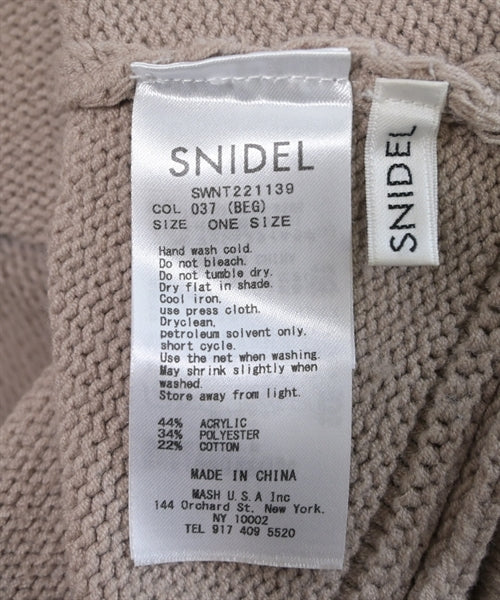 SNIDEL
SWNT221139
COL 037 (BEG)
SIZE ONE SIZE
Hand wash cold.
Do not bleach.
Do not tumble dry.
Dry flat in shade.
Cool iron,
use press cloth.
Dryclean,
petroleum solvent only.
short cycle.
Use the net when washing.
May shrink slightly when
washed.
Store away from light.
44% ACRYLIC
34% POLYESTER
22% COTTON
MADE IN CHINA
MASH U.S.A Inc
144 Orchard St. New York.
NY 10002
TEL 917 409 5520
SNIDEL